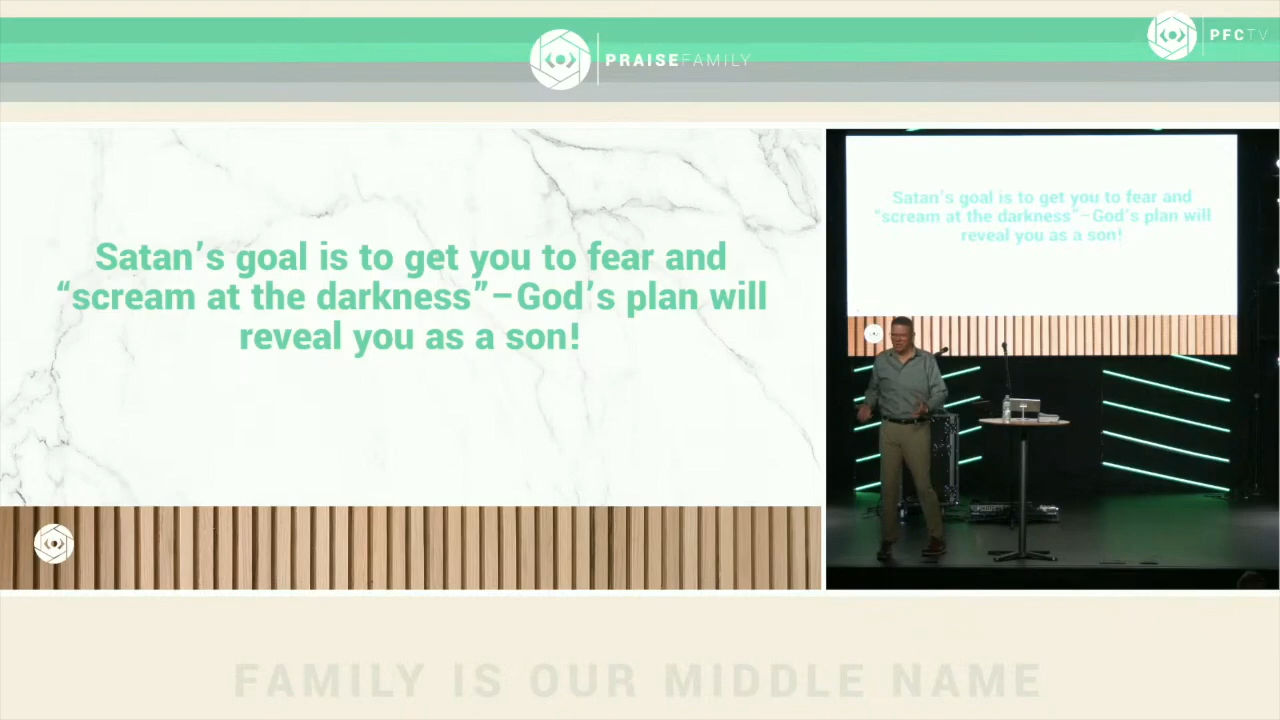 PRAISEFAMILY
PFCTV
Satan’s goal is to get you to fear and
“scream at the darkness”–God’s plan will
reveal you as a son!
Satan’s goal is to get you to fear and
“scream at the darkness”–God’s plan will
reveal you as a son!
FAMILY IS OUR MIDDLE NAME